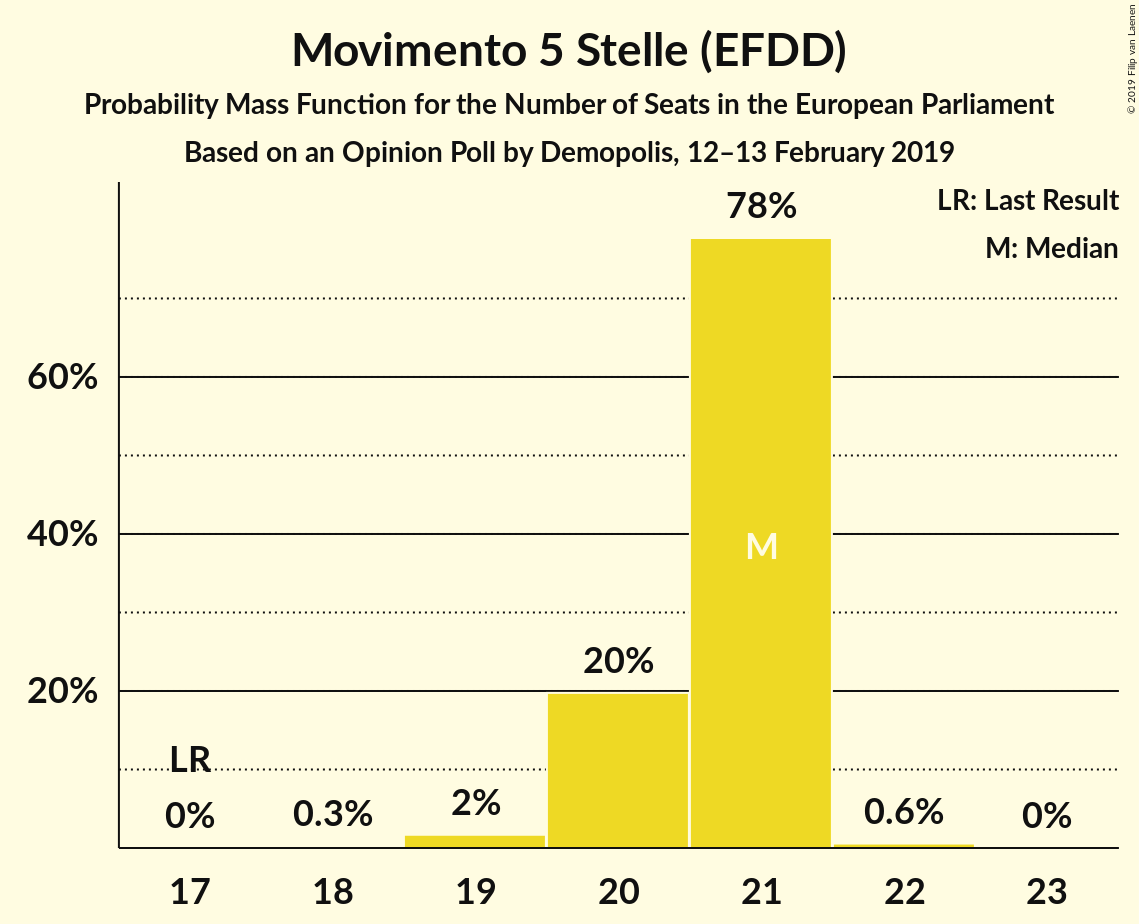 Movimento 5 Stelle (EFDD)
Probability Mass Function for the Number of Seats in the European Parliament
Based on an Opinion Poll by Demopolis, 12–13 February 2019
© 2019 Filip van Laenen
LR: Last Result
M: Median
78%
60%
40%
M
20%
20%
LR
0%
0.3%
2%
0.6%
0%
17 18 19 20 21 22 23